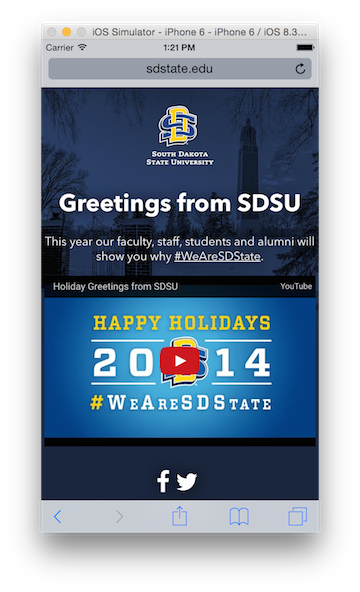 iOS Simulator - iPhone 6 - iPhone 6 / iOS 8.3...
Carrier 1:21 PM
sdstate.edu
SOUTH DAKOTA
STATE UNIVERSITY
Greetings from SDSU
This year our faculty, staff, students and alumni will
show you why #WeAreSDState.
Holiday Greetings from SDSU YouTube
HAPPY HOLIDAYS
2014
#WEARESDSTATE